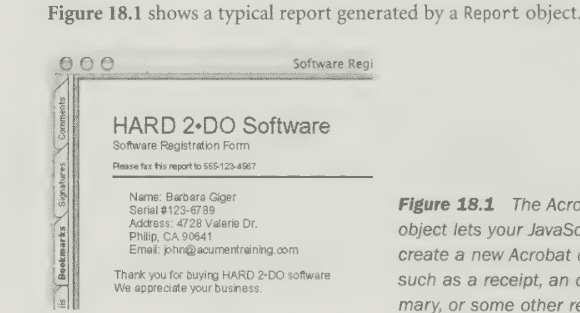 Figure 18.1 shows a typical report generated by a Report object.
Software Regi
Comments
Signatures
Bookmarks
HARD 2•DO Software
Software Registration Form
Please fax this report to 555-123-4567
Name: Barbara Giger
Serial #123-6789
Address: 4728 Valerie Dr.
Philip, CA 90641
Email: john@acumentraining.com
Thank you for buying HARD 2•DO software
We appreciate your business.
Figure 18.1 The Acro
object lets your JavaSc
create a new Acrobat
such as a receipt, an
mary, or some other re